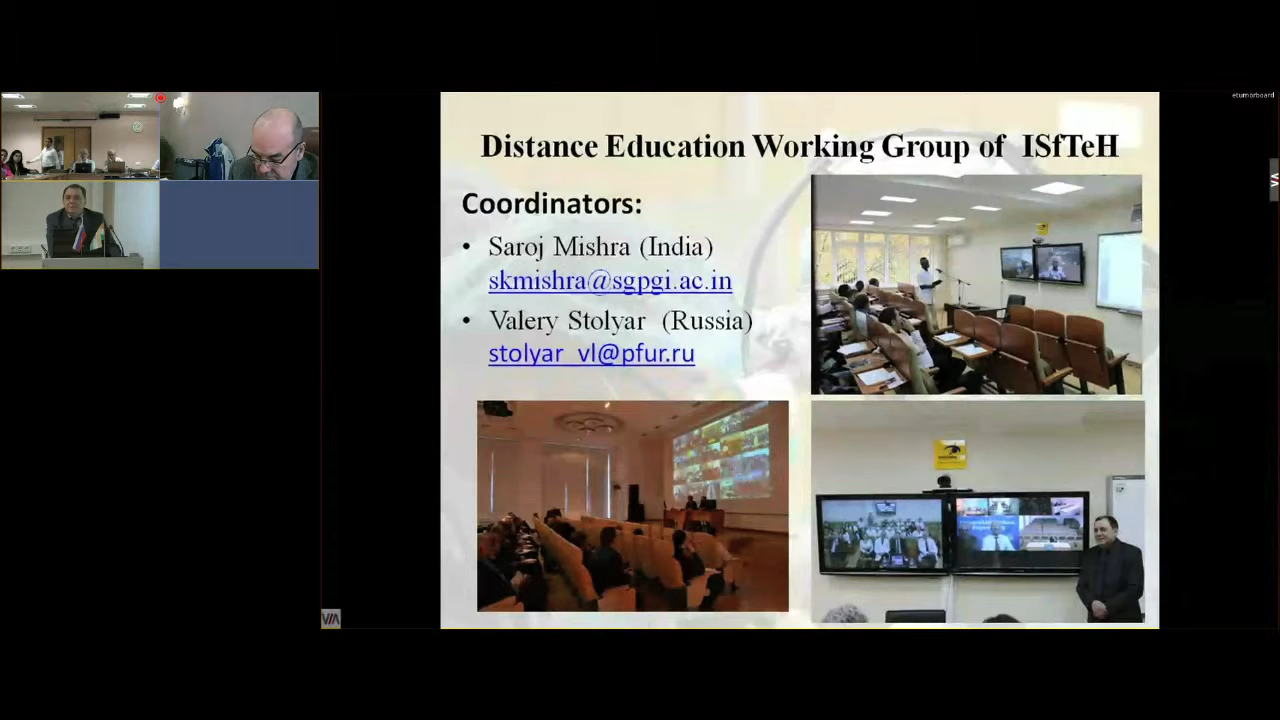 etumorboard
Distance Education Working Group of ISfTeH
Coordinators:
• Saroj Mishra (India)
skmishra@sgpgi.ac.in
• Valery Stolyar (Russia)
stolyar_vl@pfur.ru